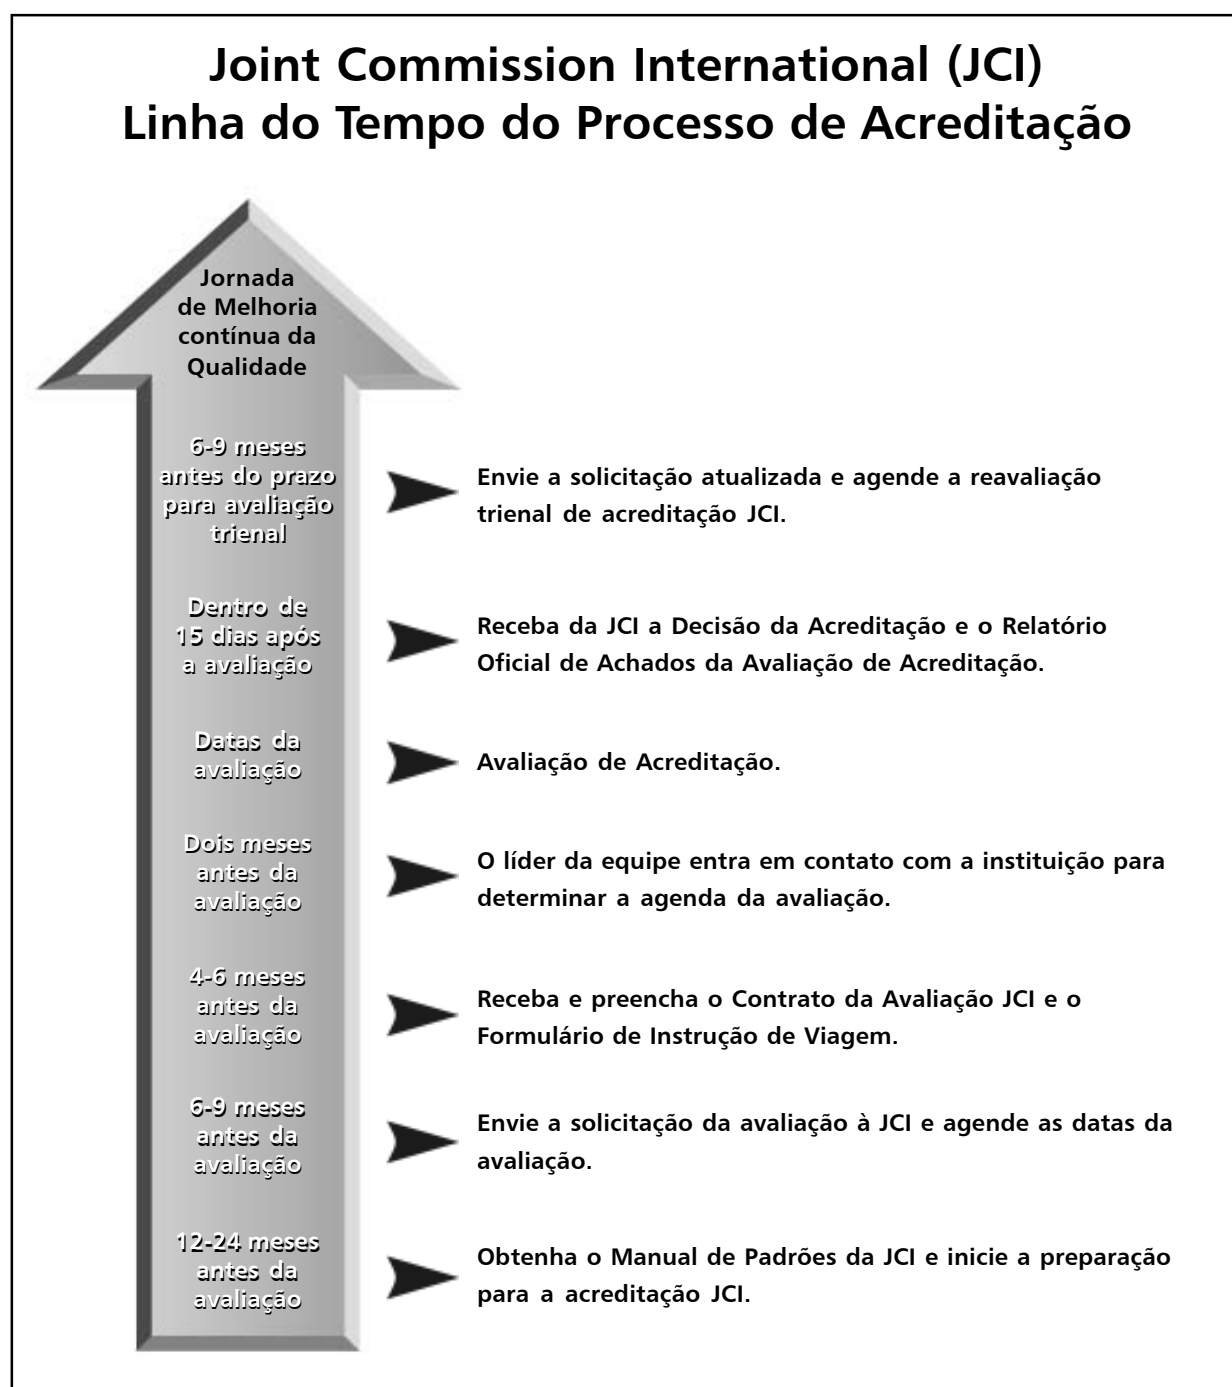 Joint Commission International (JCI)
Linha do Tempo do Processo de Acreditação
Jornada
de Melhoria
contínua da
Qualidade
6-9 meses
antes do prazo
para avaliação
trienal
Envie a solicitação atualizada e agende a reavaliação
trienal de acreditação JCI.
Dentro de
15 dias após
a avaliação
Receba da JCI a Decisão da Acreditação e o Relatório
Oficial de Achados da Avaliação de Acreditação.
Datas da
avaliação
Avaliação de Acreditação.
Dois meses
antes da
avaliação
O líder da equipe entra em contato com a instituição para
determinar a agenda da avaliação.
4-6 meses
antes da
avaliação
Receba e preencha o Contrato da Avaliação JCI e o
Formulário de Instrução de Viagem.
6-9 meses
antes da
avaliação
Envie a solicitação da avaliação à JCI e agende as datas da
avaliação.
12-24 meses
antes da
avaliação
Obtenha o Manual de Padrões da JCI e inicie a preparação
para a acreditação JCI.